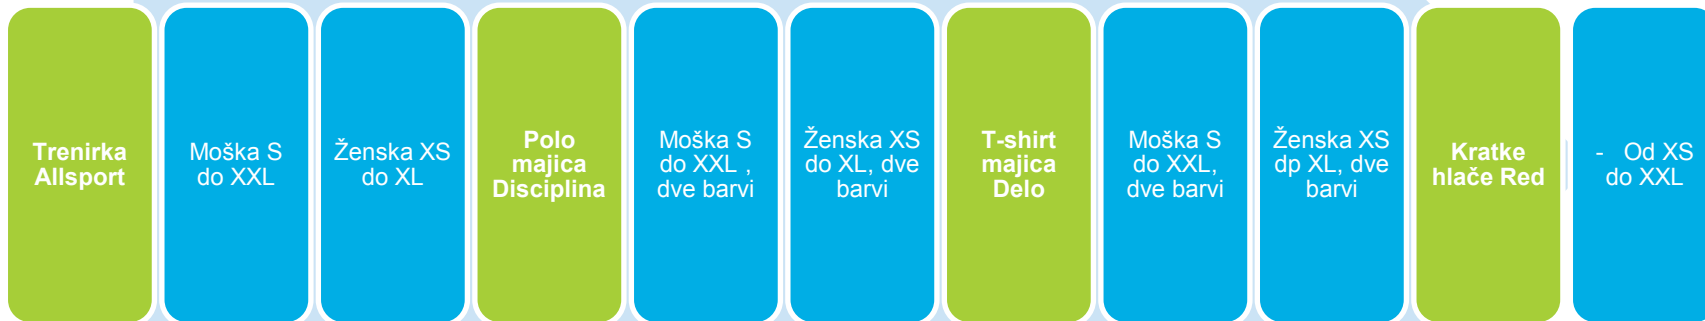 Trenirka
Allsport
Moška S
do XXL
Ženska XS
do XL
Polo
majica
Disciplina
Moška S
do XXL ,
dve barvi
Ženska XS
do XL, dve
barvi
T-shirt
majica
Delo
Moška S
do XXL,
dve barvi
Ženska XS
dp XL, dve
barvi
Kratke
hlače Red
- Od XS
do XXL